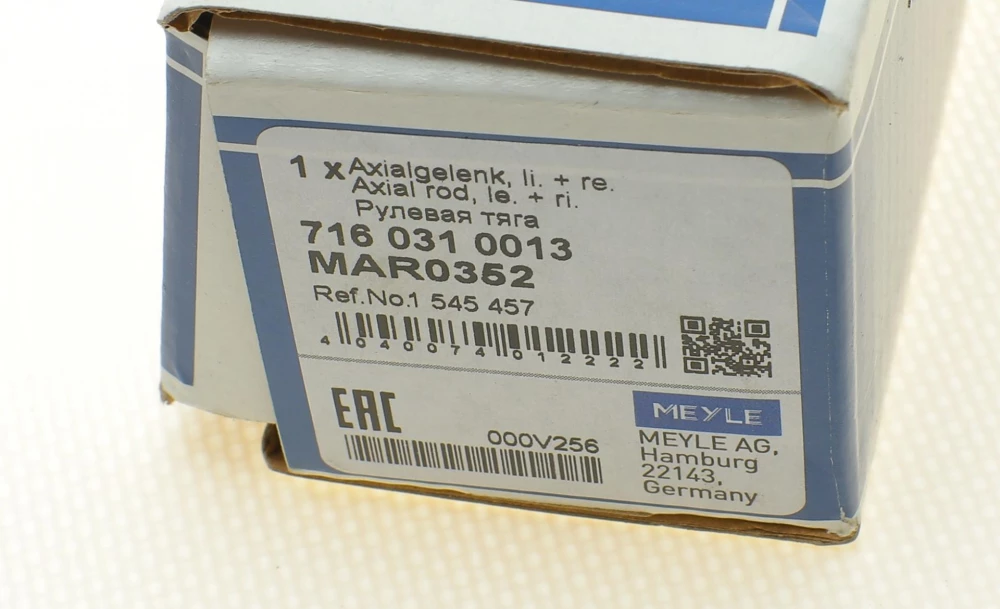 1 x Axialgelenk, li. + re.
Axial rod, le. + ri.
Рулевая тяга
716 031 0013
MAR0352
Ref.No.1 545 457
4 040074 012222
EAC
000V256
MEYLE
MEYLE AG,
Hamburg
22143,
Germany